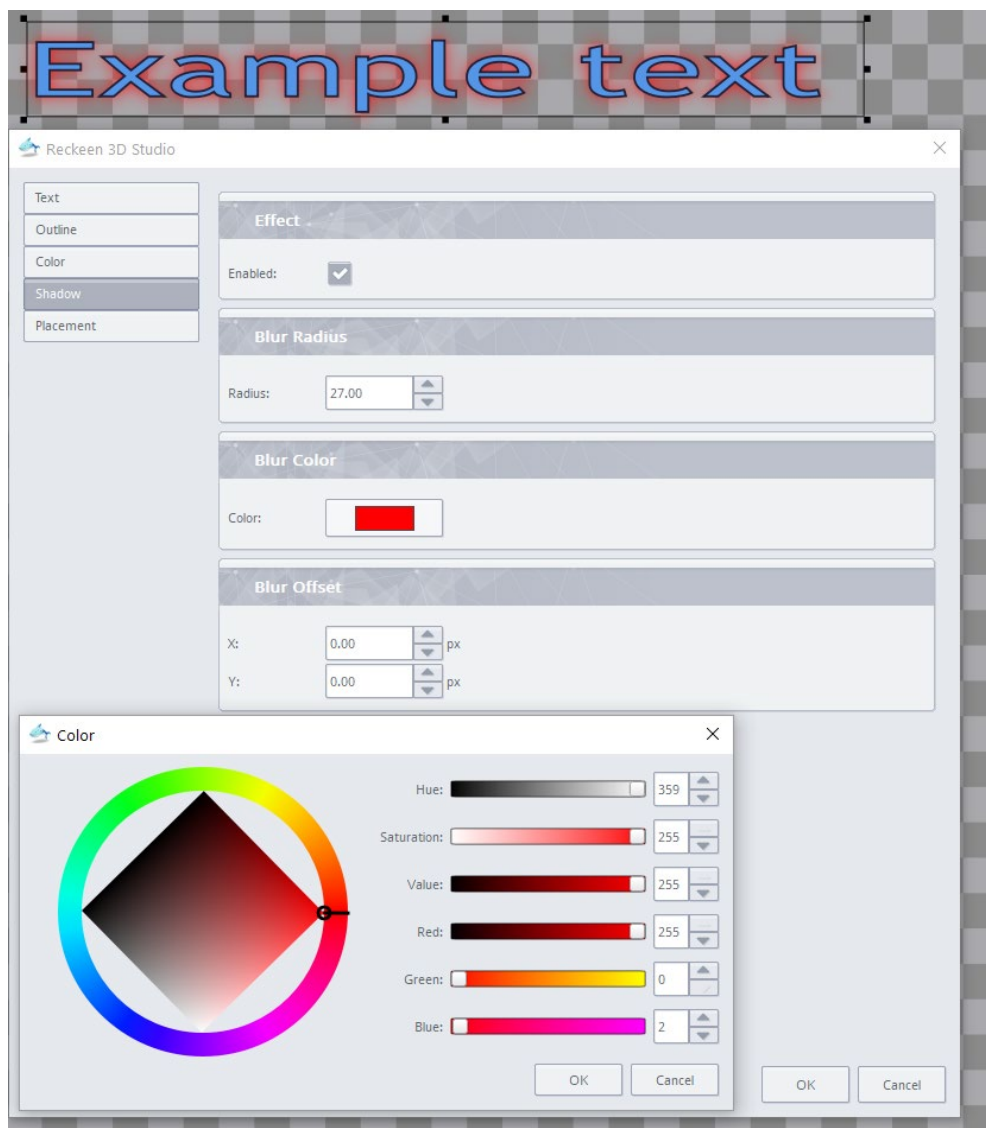 Example text
Reckeen 3D Studio
Text
Outline
Color
Shadow
Placement
Effect
Enabled:
Blur Radius
Radius: 27.00
Blur Color
Color:
Blur Offset
X: 0.00 px
Y: 0.00 px
Color
Hue: 359
Saturation: 255
Value: 255
Red: 255
Green: 0
Blue: 2
OK Cancel
OK Cancel